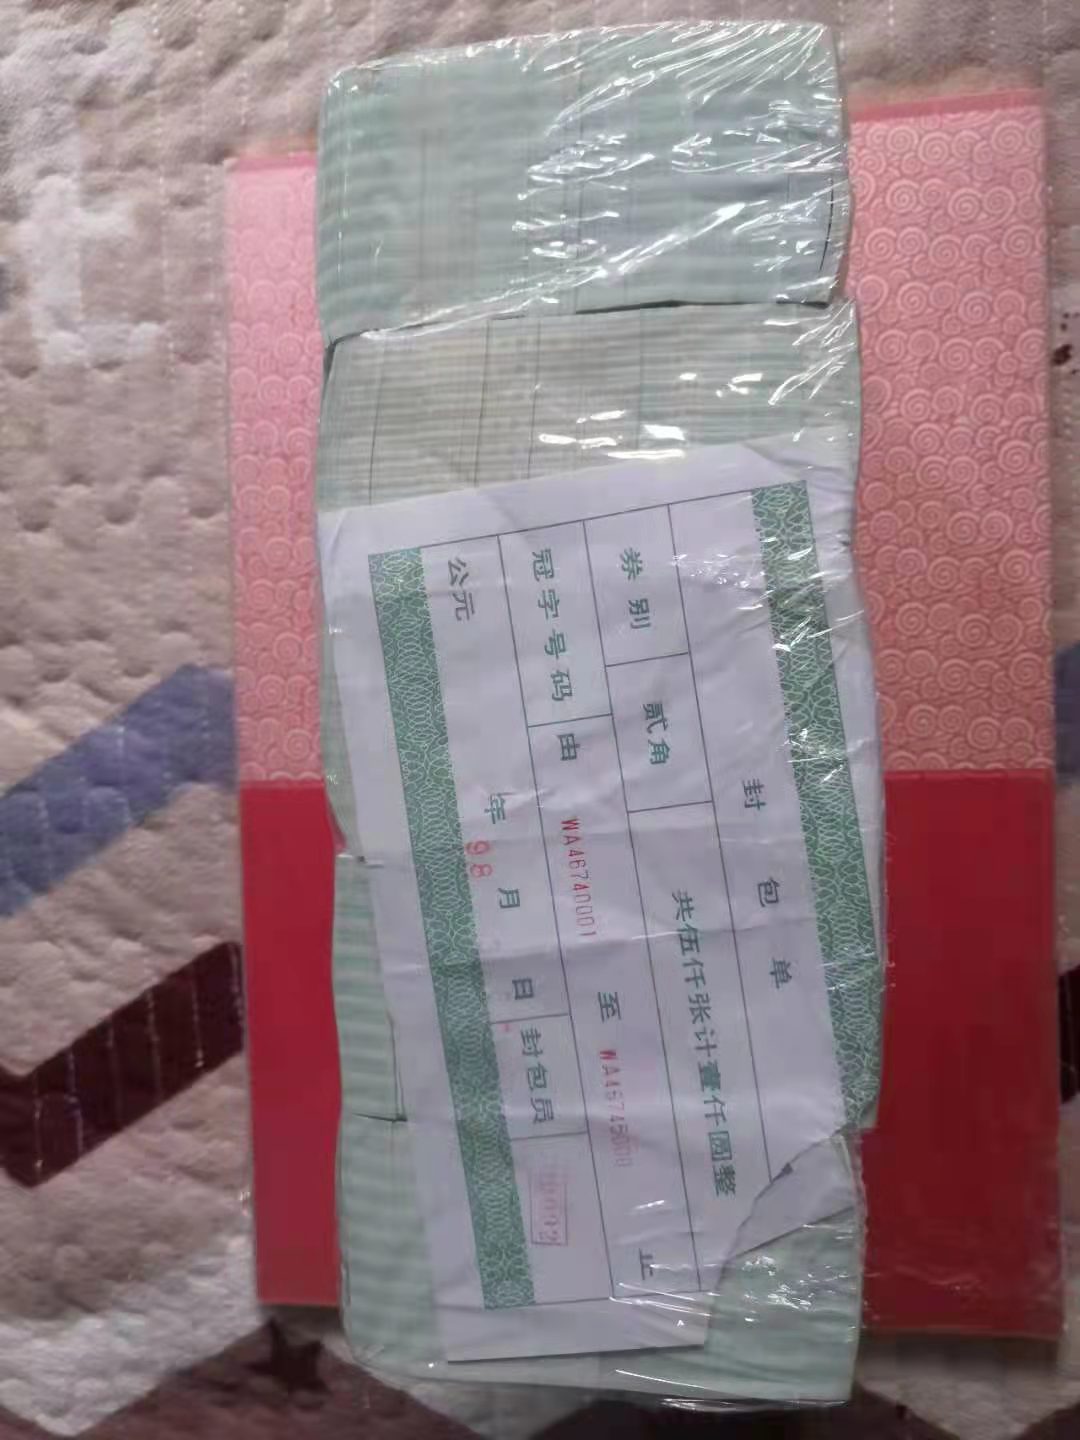 封包单
券别 贰角 共伍仟张计壹仟圆整
冠字号码 由 WA46740001 至 WA46745000 止
公元 年 月 日 封包员
98